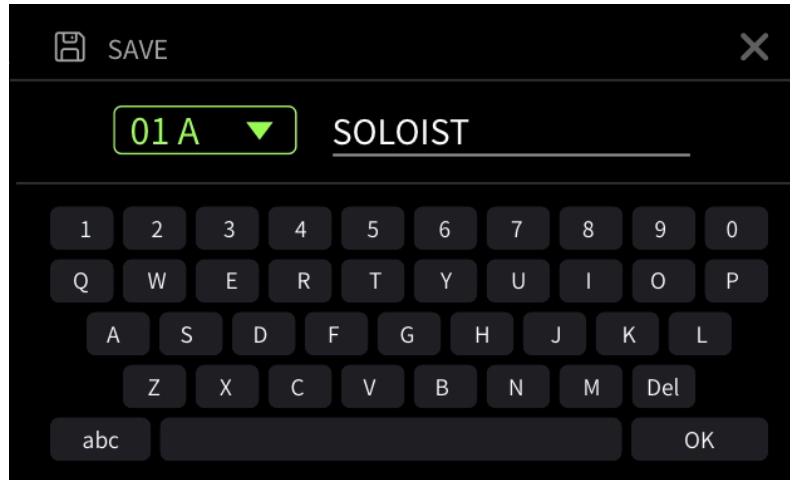 SAVE
01 A SOLOIST
1 2 3 4 5 6 7 8 9 0
Q W E R T Y U I O P
A S D F G H J K L
Z X C V B N M Del
abc OK